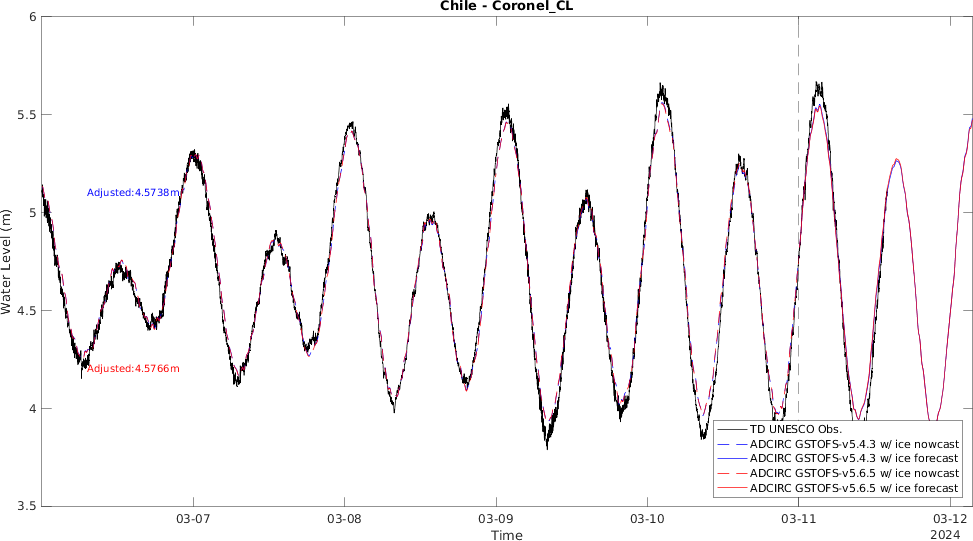 Chile - Coronel_CL
6
5.5
5
4.5
4
3.5
Water Level (m)
Adjusted:4.5738m
Adjusted:4.5766m
TD UNESCO Obs.
ADCIRC GSTOFS-v5.4.3 w/ ice nowcast
ADCIRC GSTOFS-v5.4.3 w/ ice forecast
ADCIRC GSTOFS-v5.6.5 w/ ice nowcast
ADCIRC GSTOFS-v5.6.5 w/ ice forecast
03-07 03-08 03-09 03-10 03-11 03-12
Time 2024